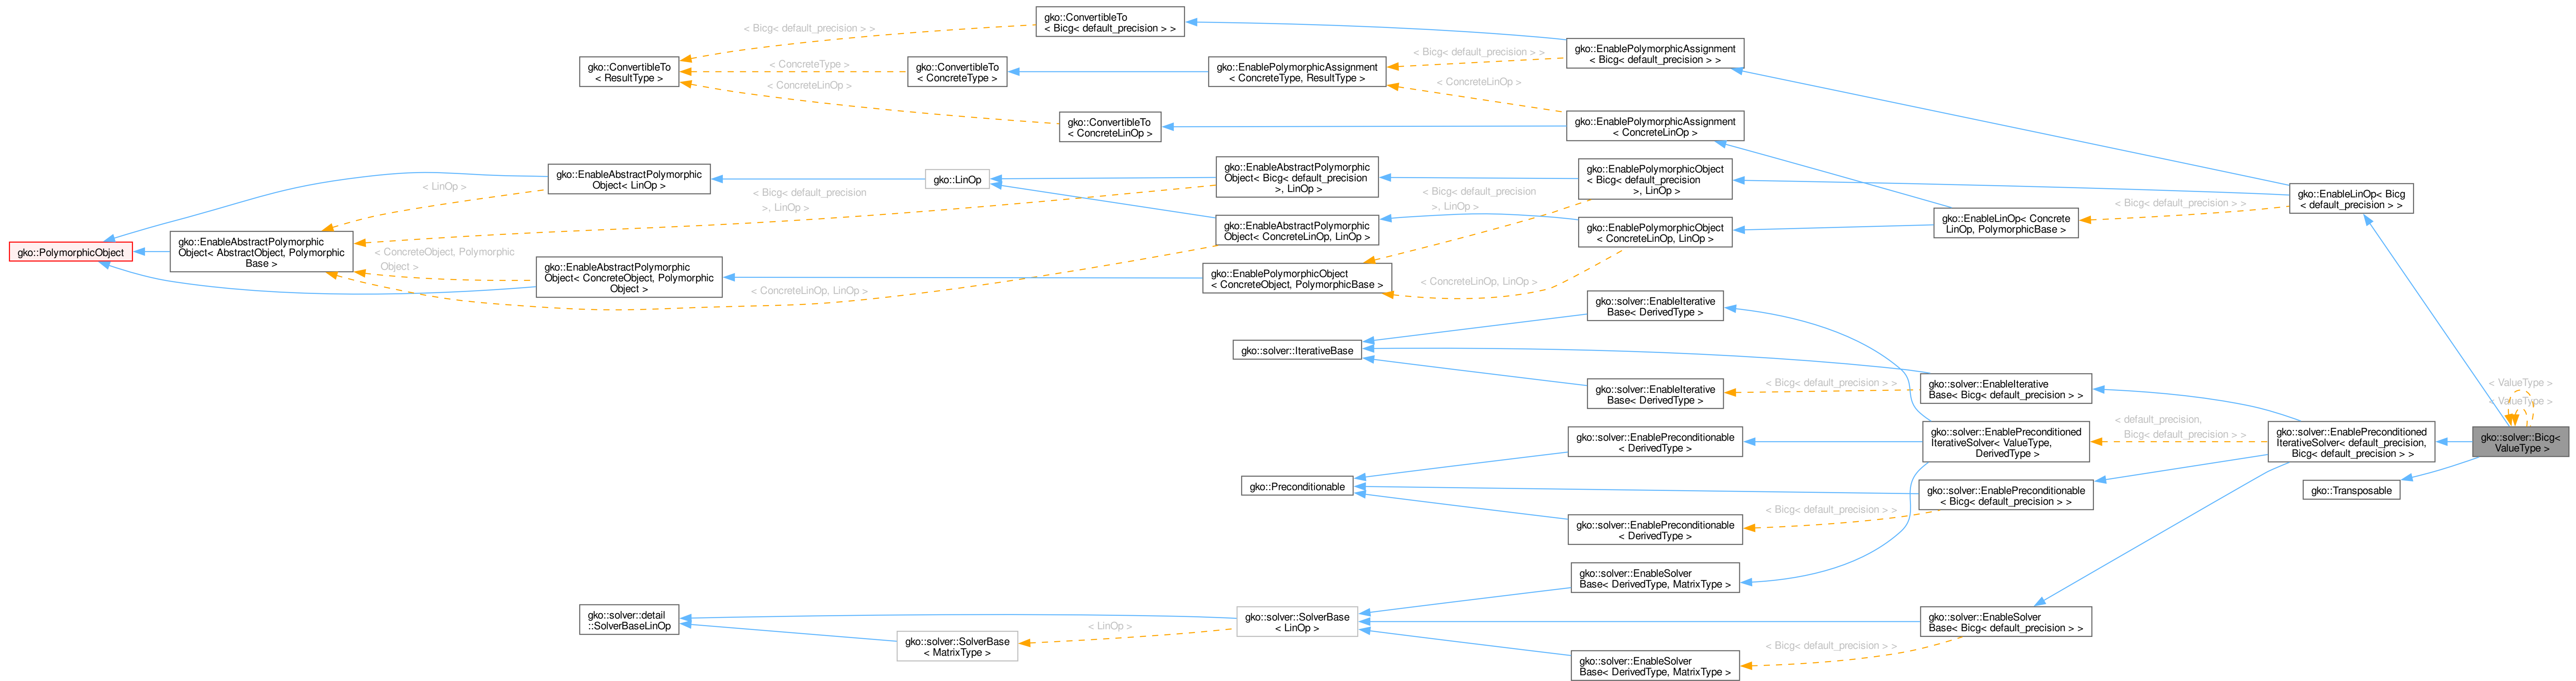 gko::ConvertibleTo
< Bicg< default_precision > >
< Bicg< default_precision > >
gko::ConvertibleTo
< ResultType >
< ConcreteType >
gko::ConvertibleTo
< ConcreteType >
< ConcreteLinOp >
gko::ConvertibleTo
< ConcreteLinOp >
gko::EnablePolymorphicAssignment
< ConcreteType, ResultType >
< Bicg< default_precision > >
< ConcreteLinOp >
gko::EnablePolymorphicAssignment
< Bicg< default_precision > >
gko::EnablePolymorphicAssignment
< ConcreteLinOp >
gko::PolymorphicObject
gko::EnableAbstractPolymorphic
Object< AbstractObject, Polymorphic
Base >
gko::EnableAbstractPolymorphic
Object< LinOp >
< LinOp >
< Bicg< default_precision
>, LinOp >
< ConcreteObject, Polymorphic
Object >
gko::EnableAbstractPolymorphic
Object< ConcreteObject, Polymorphic
Object >
< ConcreteLinOp, LinOp >
gko::LinOp
gko::EnableAbstractPolymorphic
Object< Bicg< default_precision
>, LinOp >
gko::EnableAbstractPolymorphic
Object< ConcreteLinOp, LinOp >
gko::EnablePolymorphicObject
< ConcreteObject, PolymorphicBase >
< Bicg< default_precision
>, LinOp >
< ConcreteLinOp, LinOp >
gko::EnablePolymorphicObject
< Bicg< default_precision
>, LinOp >
gko::EnablePolymorphicObject
< ConcreteLinOp, LinOp >
gko::EnableLinOp< Concrete
LinOp, PolymorphicBase >
< Bicg< default_precision > >
gko::EnableLinOp< Bicg
< default_precision > >
gko::solver::IterativeBase
gko::solver::EnableIterative
Base< DerivedType >
gko::solver::EnableIterative
Base< DerivedType >
< Bicg< default_precision > >
gko::solver::EnableIterative
Base< Bicg< default_precision > >
gko::Preconditionable
gko::solver::EnablePreconditionable
< DerivedType >
gko::solver::EnablePreconditionable
< DerivedType >
< Bicg< default_precision > >
gko::solver::EnablePreconditioned
IterativeSolver< ValueType,
DerivedType >
< default_precision,
Bicg< default_precision > >
gko::solver::EnablePreconditionable
< Bicg< default_precision > >
gko::solver::EnablePreconditioned
IterativeSolver< default_precision,
Bicg< default_precision > >
gko::Transposable
< ValueType >
< ValueType >
gko::solver::Bicg<
ValueType >
gko::solver::detail
::SolverBaseLinOp
gko::solver::SolverBase
< MatrixType >
< LinOp >
gko::solver::SolverBase
< LinOp >
gko::solver::EnableSolver
Base< DerivedType, MatrixType >
gko::solver::EnableSolver
Base< DerivedType, MatrixType >
< Bicg< default_precision > >
gko::solver::EnableSolver
Base< Bicg< default_precision > >